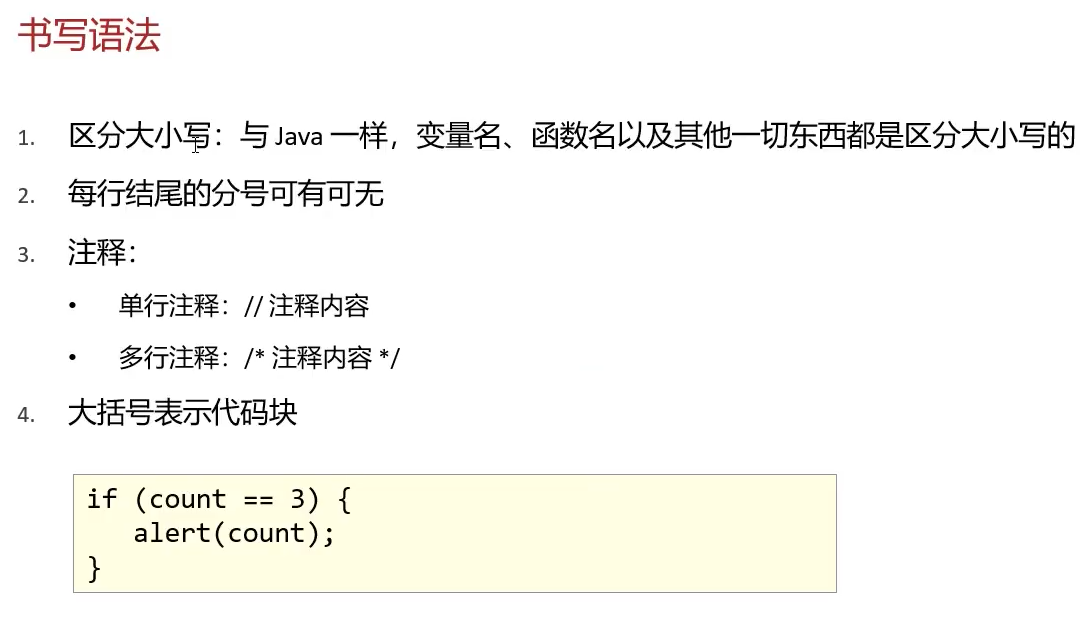 书写语法
1. 区分大小写：与 Java 一样，变量名、函数名以及其他一切东西都是区分大小写的
2. 每行结尾的分号可有可无
3. 注释：
• 单行注释：// 注释内容
• 多行注释：/* 注释内容 */
4. 大括号表示代码块
if (count == 3) {
   alert(count);
}